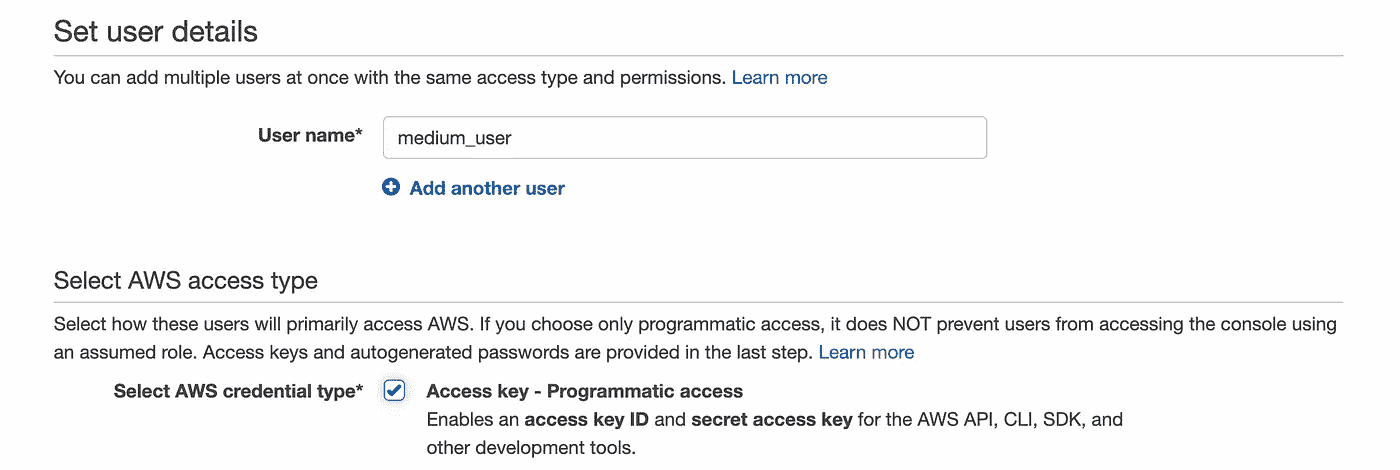 Set user details
You can add multiple users at once with the same access type and permissions. Learn more
User name* medium_user
Add another user
Select AWS access type
Select how these users will primarily access AWS. If you choose only programmatic access, it does NOT prevent users from accessing the console using
an assumed role. Access keys and autogenerated passwords are provided in the last step. Learn more
Select AWS credential type* Access key - Programmatic access
Enables an access key ID and secret access key for the AWS API, CLI, SDK, and
other development tools.